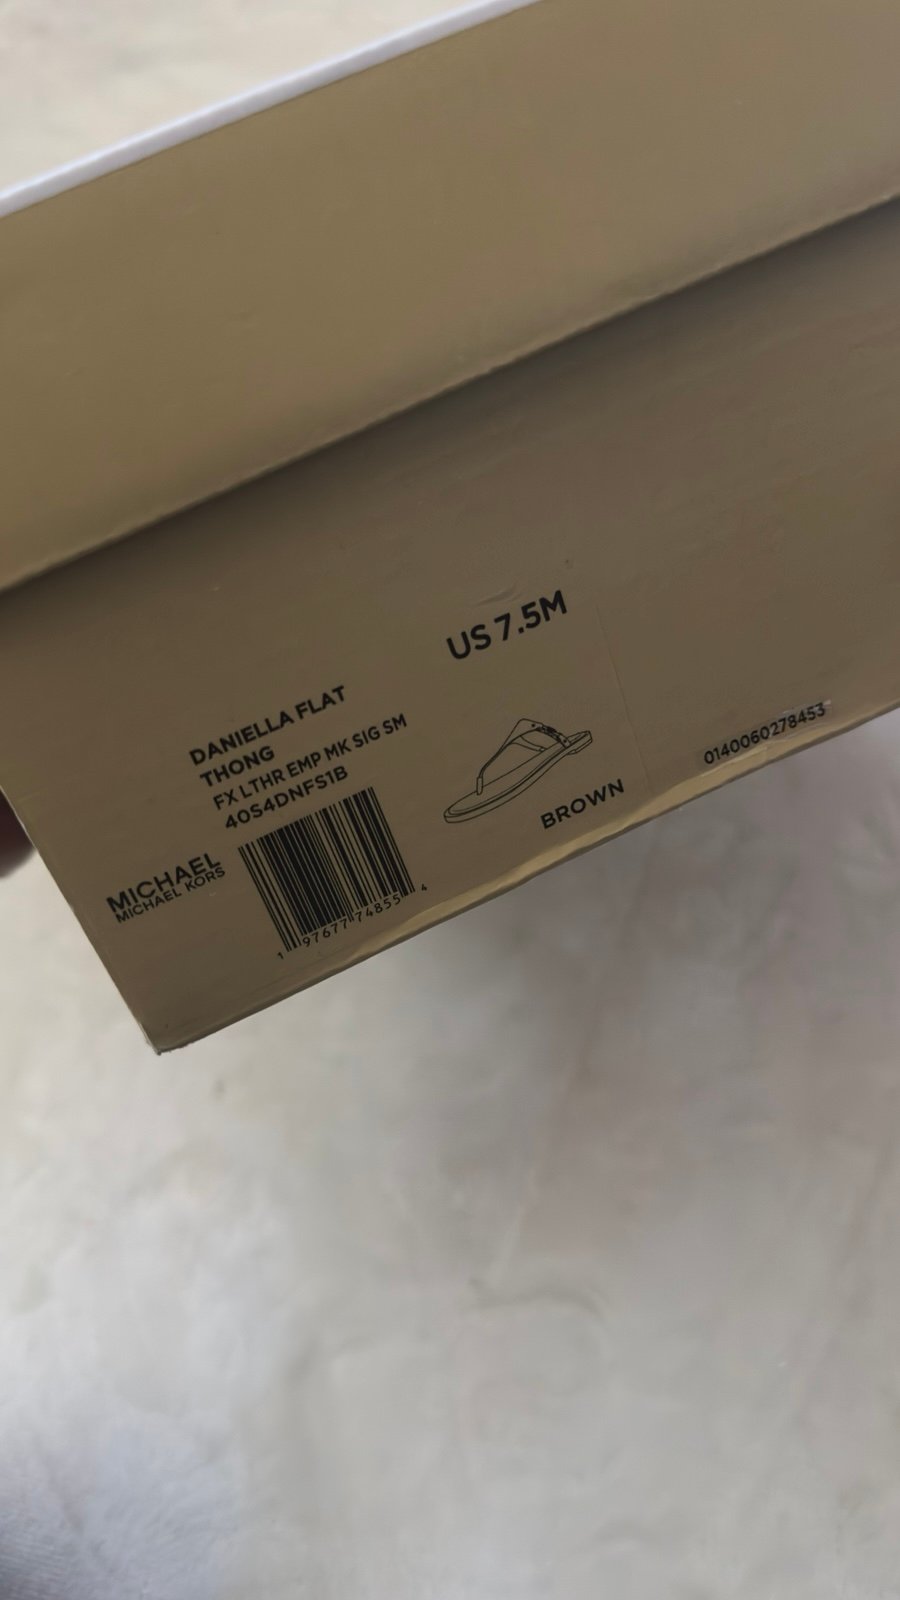 US 7.5M
DANIELLA FLAT
THONG
FX LTHR EMP MK SIG SM
40S4DNFS1B
BROWN
0140060278453
MICHAEL
MICHAEL KORS
1 97677 74855 4